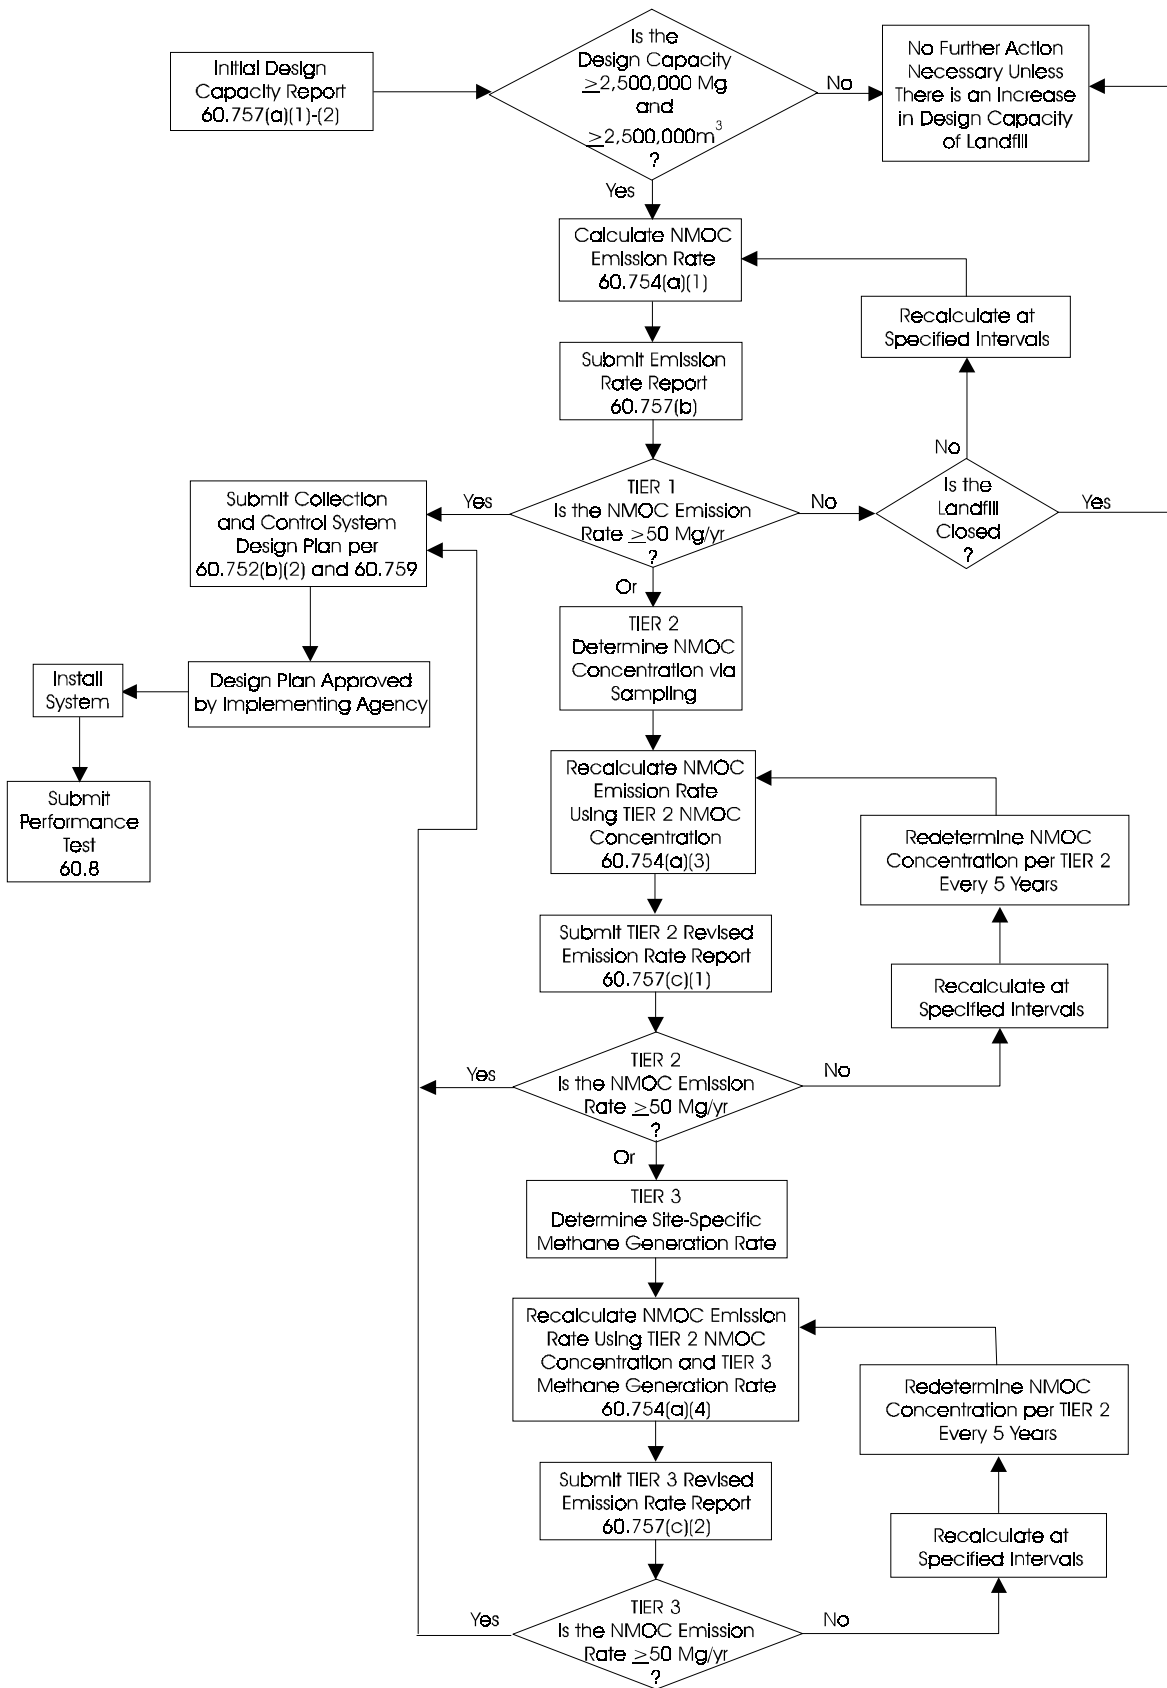 Initial Design
Capacity Report
60.757(a)(1)-(2)
Is the
Design Capacity
≥2,500,000 Mg
and
≥2,500,000m³
?
No
No Further Action
Necessary Unless
There is an Increase
in Design Capacity
of Landfill
Yes
Calculate NMOC
Emission Rate
60.754(a)(1)
Recalculate at
Specified Intervals
Submit Emission
Rate Report
60.757(b)
No
Submit Collection
and Control System
Design Plan per
60.752(b)(2) and 60.759
Yes
TIER 1
Is the NMOC Emission
Rate ≥50 Mg/yr
?
No
Is the
Landfill
Closed
?
Yes
Or
TIER 2
Determine NMOC
Concentration via
Sampling
Install
System
Design Plan Approved
by Implementing Agency
Submit
Performance
Test
60.8
Recalculate NMOC
Emission Rate
Using TIER 2 NMOC
Concentration
60.754(a)(3)
Redetermine NMOC
Concentration per TIER 2
Every 5 Years
Submit TIER 2 Revised
Emission Rate Report
60.757(c)(1)
Recalculate at
Specified Intervals
Yes
TIER 2
Is the NMOC Emission
Rate ≥50 Mg/yr
?
No
Or
TIER 3
Determine Site-Specific
Methane Generation Rate
Recalculate NMOC Emission
Rate Using TIER 2 NMOC
Concentration and TIER 3
Methane Generation Rate
60.754(a)(4)
Redetermine NMOC
Concentration per TIER 2
Every 5 Years
Submit TIER 3 Revised
Emission Rate Report
60.757(c)(2)
Recalculate at
Specified Intervals
Yes
TIER 3
Is the NMOC Emission
Rate ≥50 Mg/yr
?
No